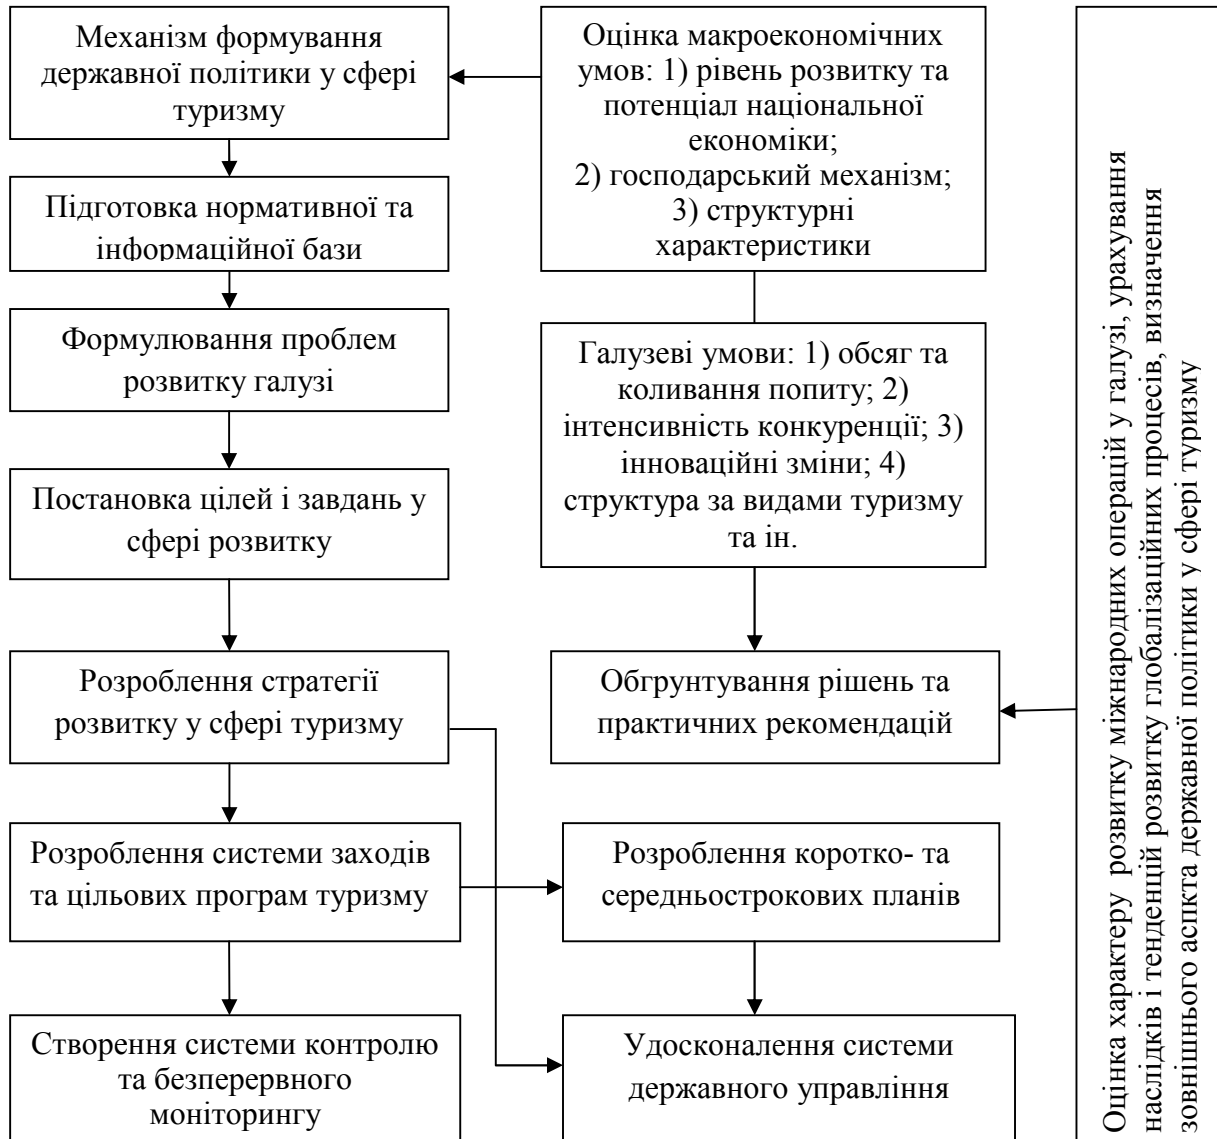 Механізм формування
державної політики у сфері
туризму
Підготовка нормативної та
інформаційної бази
Формулювання проблем
розвитку галузі
Постановка цілей і завдань у
сфері розвитку
Розроблення стратегії
розвитку у сфері туризму
Розроблення системи заходів
та цільових програм туризму
Створення системи контролю
та безперервного
моніторингу
Оцінка макроекономічних
умов: 1) рівень розвитку та
потенціал національної
економіки;
2) господарський механізм;
3) структурні
характеристики
Галузеві умови: 1) обсяг та
коливання попиту; 2)
інтенсивність конкуренції; 3)
інноваційні зміни; 4)
структура за видами туризму
та ін.
Обгрунтування рішень та
практичних рекомендацій
Розроблення коротко- та
середньострокових планів
Удосконалення системи
державного управління
Оцінка характеру розвитку міжнародних операцій у галузі, урахування
наслідків і тенденцій розвитку глобалізаційних процесів, визначення
зовнішнього аспкта державної політики у сфері туризму